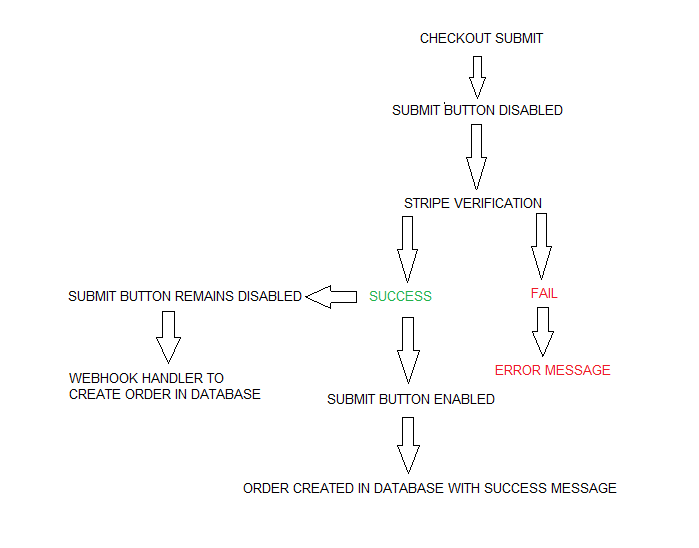 CHECKOUT SUBMIT
SUBMIT BUTTON DISABLED
STRIPE VERIFICATION
SUBMIT BUTTON REMAINS DISABLED
SUCCESS
FAIL
ERROR MESSAGE
WEBHOOK HANDLER TO
CREATE ORDER IN DATABASE
SUBMIT BUTTON ENABLED
ORDER CREATED IN DATABASE WITH SUCCESS MESSAGE